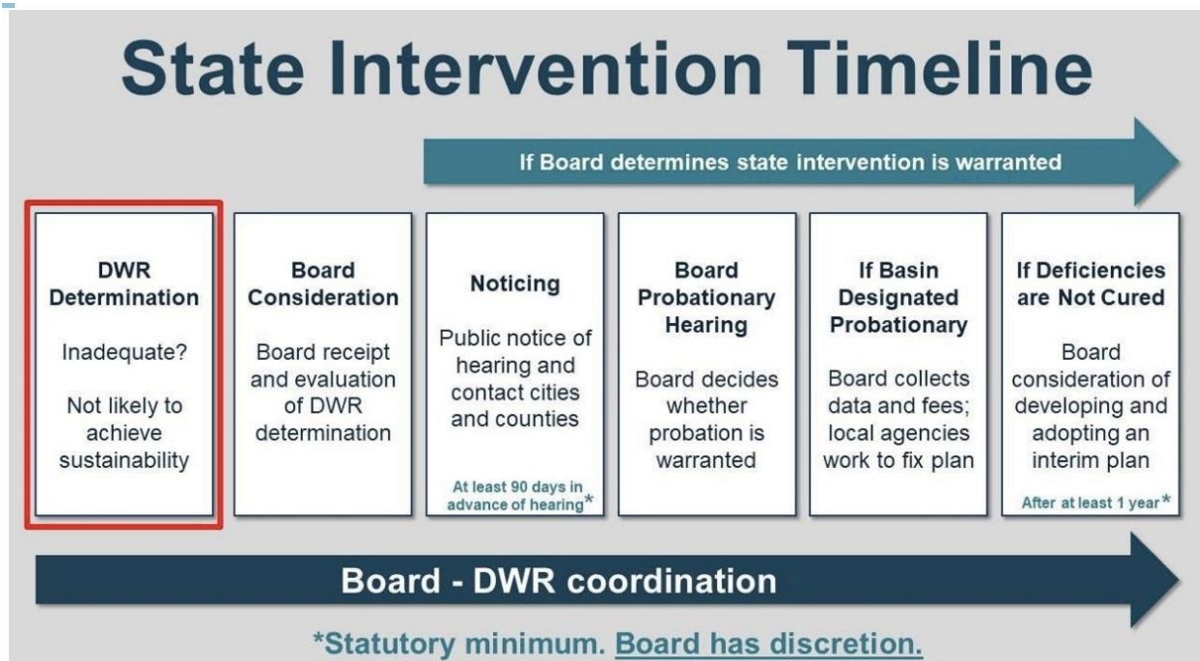 State Intervention Timeline
If Board determines state intervention is warranted
DWR
Determination
Inadequate?
Not likely to
achieve
sustainability
Board
Consideration
Board receipt
and evaluation
of DWR
determination
Noticing
Public notice of
hearing and
contact cities
and counties
At least 90 days in
advance of hearing*
Board
Probationary
Hearing
Board decides
whether
probation is
warranted
If Basin
Designated
Probationary
Board collects
data and fees;
local agencies
work to fix plan
If Deficiencies
are Not Cured
Board
consideration of
developing and
adopting an
interim plan
After at least 1 year*
Board - DWR coordination
*Statutory minimum. Board has discretion.